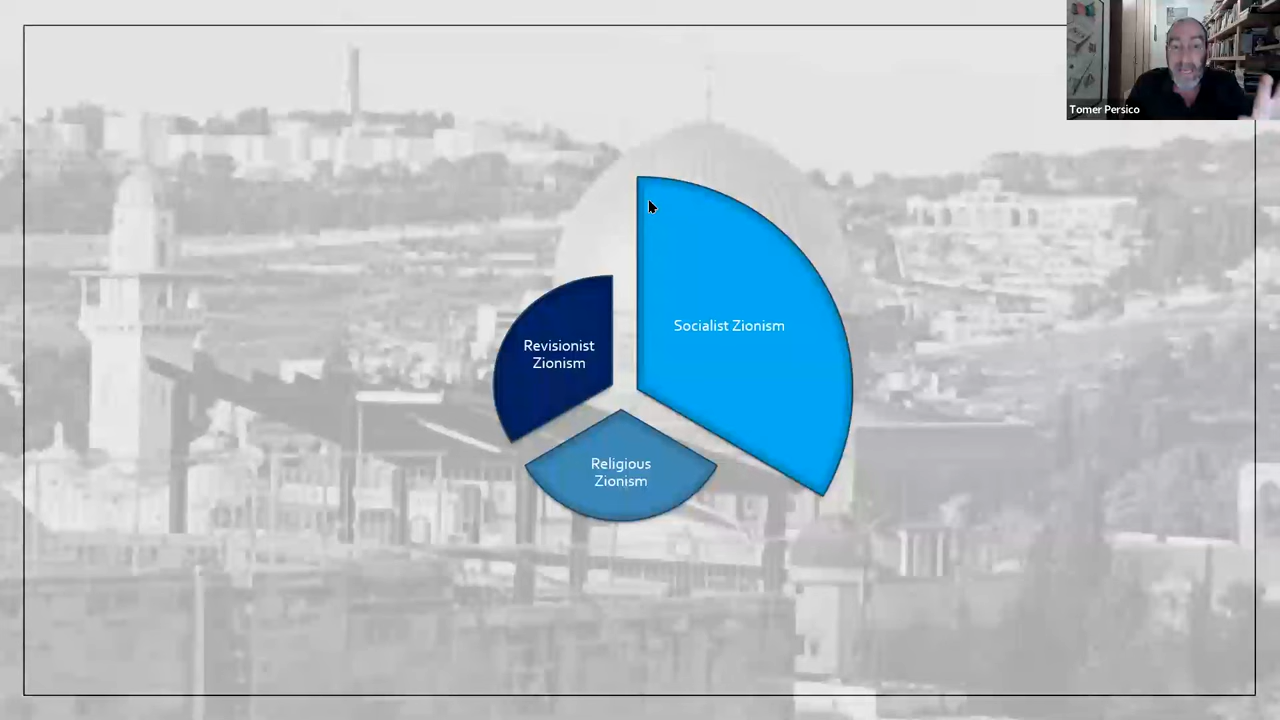 Tomer Persico
Socialist Zionism
Revisionist
Zionism
Religious
Zionism